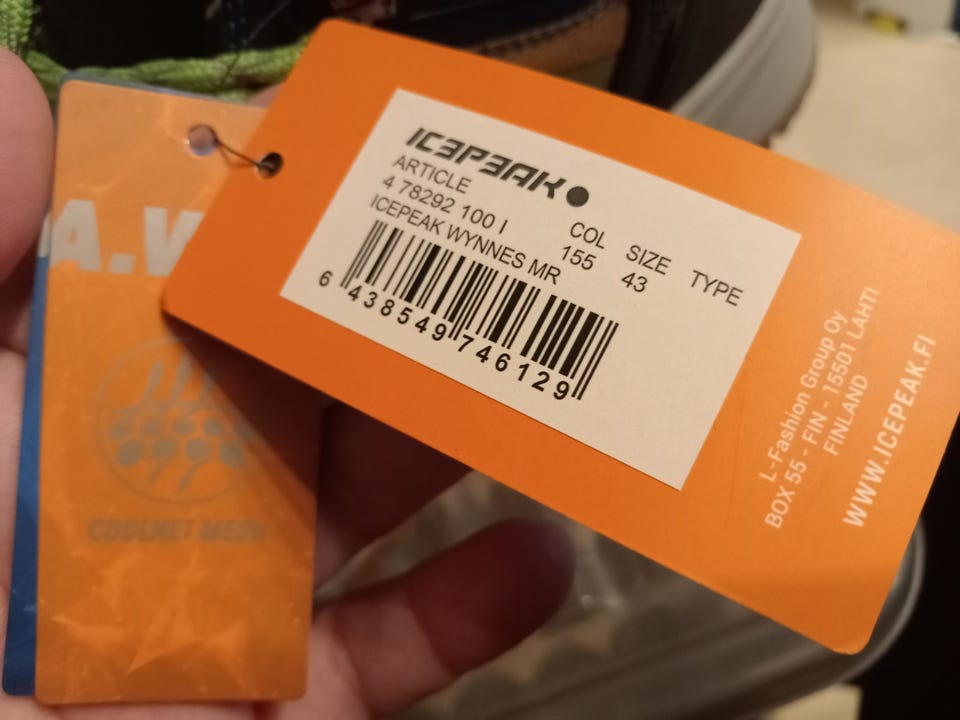 ICEPEAK
ARTICLE COL SIZE TYPE
4 78292 100 I 155 43
ICEPEAK WYNNES MR
6 438549 746129
L-Fashion Group Oy
BOX 55 - FIN - 15501 LAHTI
FINLAND
WWW.ICEPEAK.FI
A.W
COOLNET MESH